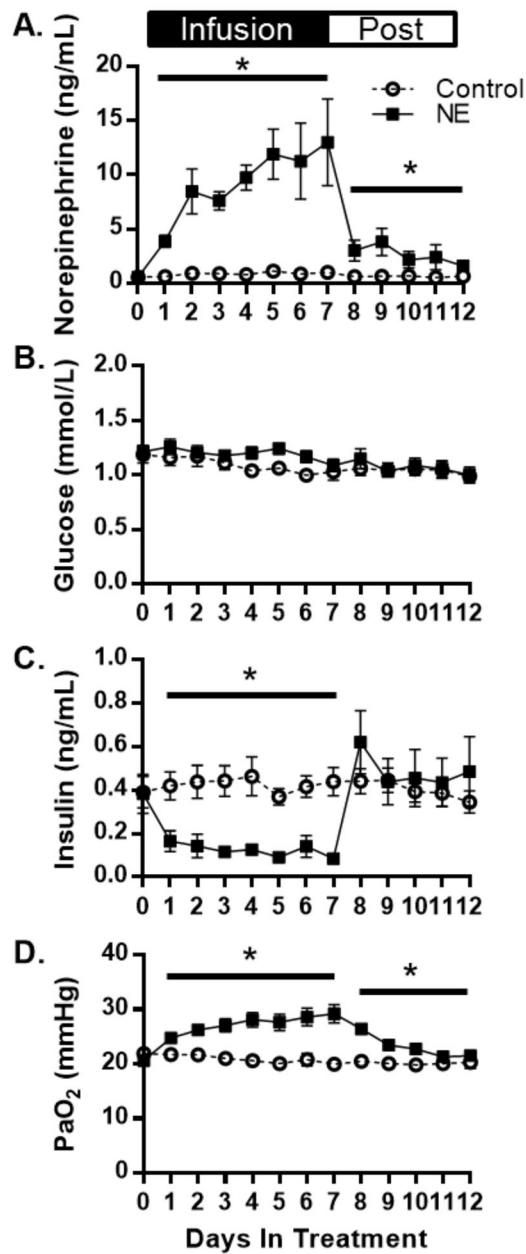 A.
Infusion Post
Norepinephrine (ng/mL)
20
15
10
5
0
*
*
Control
NE
0 1 2 3 4 5 6 7 8 9 10 11 12
B.
Glucose (mmol/L)
2.0
1.5
1.0
0.5
0.0
0 1 2 3 4 5 6 7 8 9 10 11 12
C.
Insulin (ng/mL)
1.0
0.8
0.6
0.4
0.2
0.0
*
0 1 2 3 4 5 6 7 8 9 10 11 12
D.
PaO2 (mmHg)
40
30
20
10
0
*
*
0 1 2 3 4 5 6 7 8 9 10 11 12
Days In Treatment